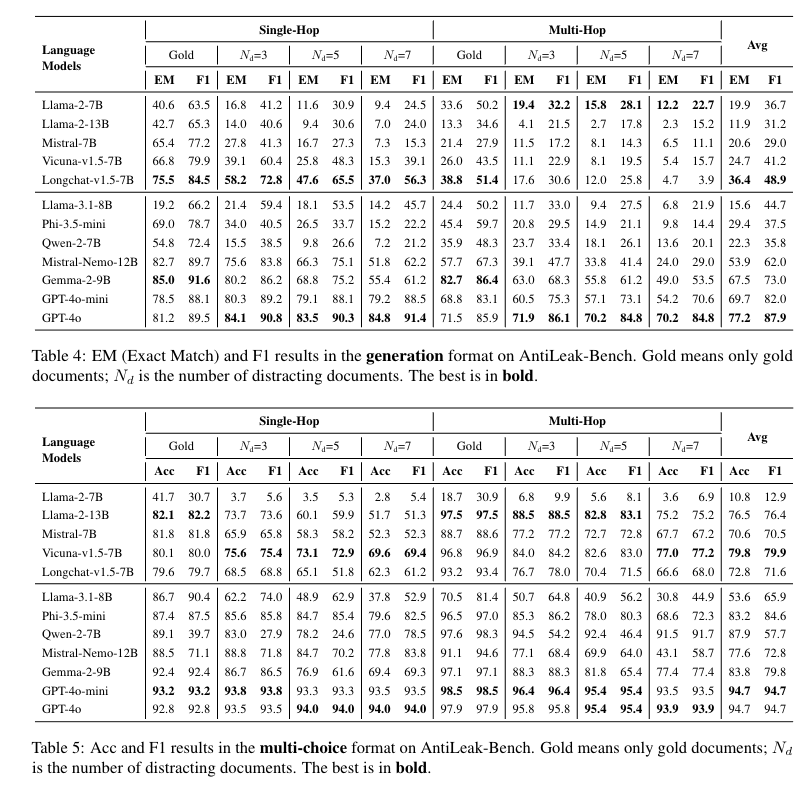 Language Models Single-Hop Multi-Hop Avg
Gold Nd=3 Nd=5 Nd=7 Gold Nd=3 Nd=5 Nd=7
EM F1 EM F1 EM F1 EM F1 EM F1 EM F1 EM F1 EM F1 EM F1
Llama-2-7B 40.6 63.5 16.8 41.2 11.6 30.9 9.4 24.5 33.6 50.2 19.4 32.2 15.8 28.1 12.2 22.7 19.9 36.7
Llama-2-13B 42.7 65.3 14.0 40.6 9.4 30.6 7.0 24.0 13.3 34.6 4.1 21.5 2.7 17.8 2.3 15.2 11.9 31.2
Mistral-7B 65.4 77.2 27.8 41.3 16.7 27.3 7.3 15.3 21.4 27.9 11.5 17.2 8.1 14.3 6.5 11.1 20.6 29.0
Vicuna-v1.5-7B 66.8 79.9 39.1 60.4 25.8 48.3 15.3 39.1 26.0 43.5 11.1 22.9 8.1 19.5 5.4 15.7 24.7 41.2
Longchat-v1.5-7B 75.5 84.5 58.2 72.8 47.6 65.5 37.0 56.3 38.8 51.4 17.6 30.6 12.0 25.8 4.7 3.9 36.4 48.9
Llama-3.1-8B 19.2 66.2 21.4 59.4 18.1 53.5 14.2 45.7 24.4 50.2 11.7 33.0 9.4 27.5 6.8 21.9 15.6 44.7
Phi-3.5-mini 69.0 78.7 34.0 40.5 26.5 33.7 15.2 22.2 45.4 59.7 20.8 29.5 14.9 21.1 9.8 14.4 29.4 37.5
Qwen-2-7B 54.8 72.4 15.5 38.5 9.8 26.6 7.2 21.2 35.9 48.3 23.7 33.4 18.1 26.1 13.6 20.1 22.3 35.8
Mistral-Nemo-12B 82.7 89.7 75.6 83.8 66.3 75.1 51.8 62.2 57.7 67.3 39.1 47.7 33.8 41.4 24.0 29.0 53.9 62.0
Gemma-2-9B 85.0 91.6 80.2 86.2 68.8 75.2 55.4 61.2 82.7 86.4 63.0 68.3 55.8 61.2 49.0 53.5 67.5 73.0
GPT-4o-mini 78.5 88.1 80.3 89.2 79.1 88.1 79.2 88.5 68.8 83.1 60.5 75.3 57.1 73.1 54.2 70.6 69.7 82.0
GPT-4o 81.2 89.5 84.1 90.8 83.5 90.3 84.8 91.4 71.5 85.9 71.9 86.1 70.2 84.8 70.2 84.8 77.2 87.9
Table 4: EM (Exact Match) and F1 results in the generation format on AntiLeak-Bench. Gold means only gold
documents; Nd is the number of distracting documents. The best is in bold.
Language Models Single-Hop Multi-Hop Avg
Gold Nd=3 Nd=5 Nd=7 Gold Nd=3 Nd=5 Nd=7
Acc F1 Acc F1 Acc F1 Acc F1 Acc F1 Acc F1 Acc F1 Acc F1 Acc F1
Llama-2-7B 41.7 30.7 3.7 5.6 3.5 5.3 2.8 5.4 18.7 30.9 6.8 9.9 5.6 8.1 3.6 6.9 10.8 12.9
Llama-2-13B 82.1 82.2 73.7 73.6 60.1 59.9 51.7 51.3 97.5 97.5 88.5 88.5 82.8 83.1 75.2 75.2 76.5 76.4
Mistral-7B 81.8 81.8 65.9 65.8 58.3 58.2 52.3 52.3 88.7 88.6 77.2 77.2 72.7 72.8 67.7 67.2 70.6 70.5
Vicuna-v1.5-7B 80.1 80.0 75.6 75.4 73.1 72.9 69.6 69.4 96.8 96.9 84.0 84.2 82.6 83.0 77.0 77.2 79.8 79.9
Longchat-v1.5-7B 79.6 79.7 68.5 68.8 65.1 51.8 62.3 61.2 93.2 93.4 76.7 78.0 70.4 71.5 66.6 68.0 72.8 71.6
Llama-3.1-8B 86.7 90.4 62.2 74.0 48.9 62.9 37.8 52.9 70.5 81.4 50.7 64.8 40.9 56.2 30.8 44.9 53.6 65.9
Phi-3.5-mini 87.4 87.5 85.6 85.8 84.7 85.4 79.6 82.5 96.5 97.0 85.3 86.2 78.0 80.3 68.6 72.3 83.2 84.6
Qwen-2-7B 89.1 39.7 83.0 27.9 78.2 24.6 77.0 78.5 97.6 98.3 94.5 54.2 92.4 46.4 91.5 91.7 87.9 57.7
Mistral-Nemo-12B 88.5 71.1 88.8 71.8 84.7 70.2 77.8 83.8 91.1 94.6 77.1 68.4 69.9 64.0 43.1 58.7 77.6 72.8
Gemma-2-9B 92.4 92.4 86.7 86.5 76.9 61.6 69.4 69.3 97.1 97.1 88.3 88.3 81.8 65.4 77.4 77.4 83.8 79.8
GPT-4o-mini 93.2 93.2 93.8 93.8 93.3 93.3 93.5 93.5 98.5 98.5 96.4 96.4 95.4 95.4 93.5 93.5 94.7 94.7
GPT-4o 92.8 92.8 93.5 93.5 94.0 94.0 94.0 94.0 97.9 97.9 95.8 95.8 95.4 95.4 93.9 93.9 94.7 94.7
Table 5: Acc and F1 results in the multi-choice format on AntiLeak-Bench. Gold means only gold documents; Nd
is the number of distracting documents. The best is in bold.